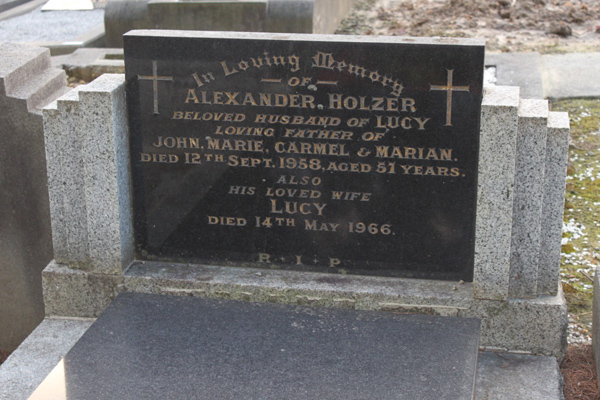 In Loving Memory
— OF —
ALEXANDER. HOLZER
BELOVED HUSBAND OF LUCY
LOVING FATHER OF
JOHN, MARIE, CARMEL & MARIAN.
DIED 12TH SEPT. 1958, AGED 57 YEARS.
ALSO
HIS LOVED WIFE
LUCY
DIED 14TH MAY 1966.
R · I · P